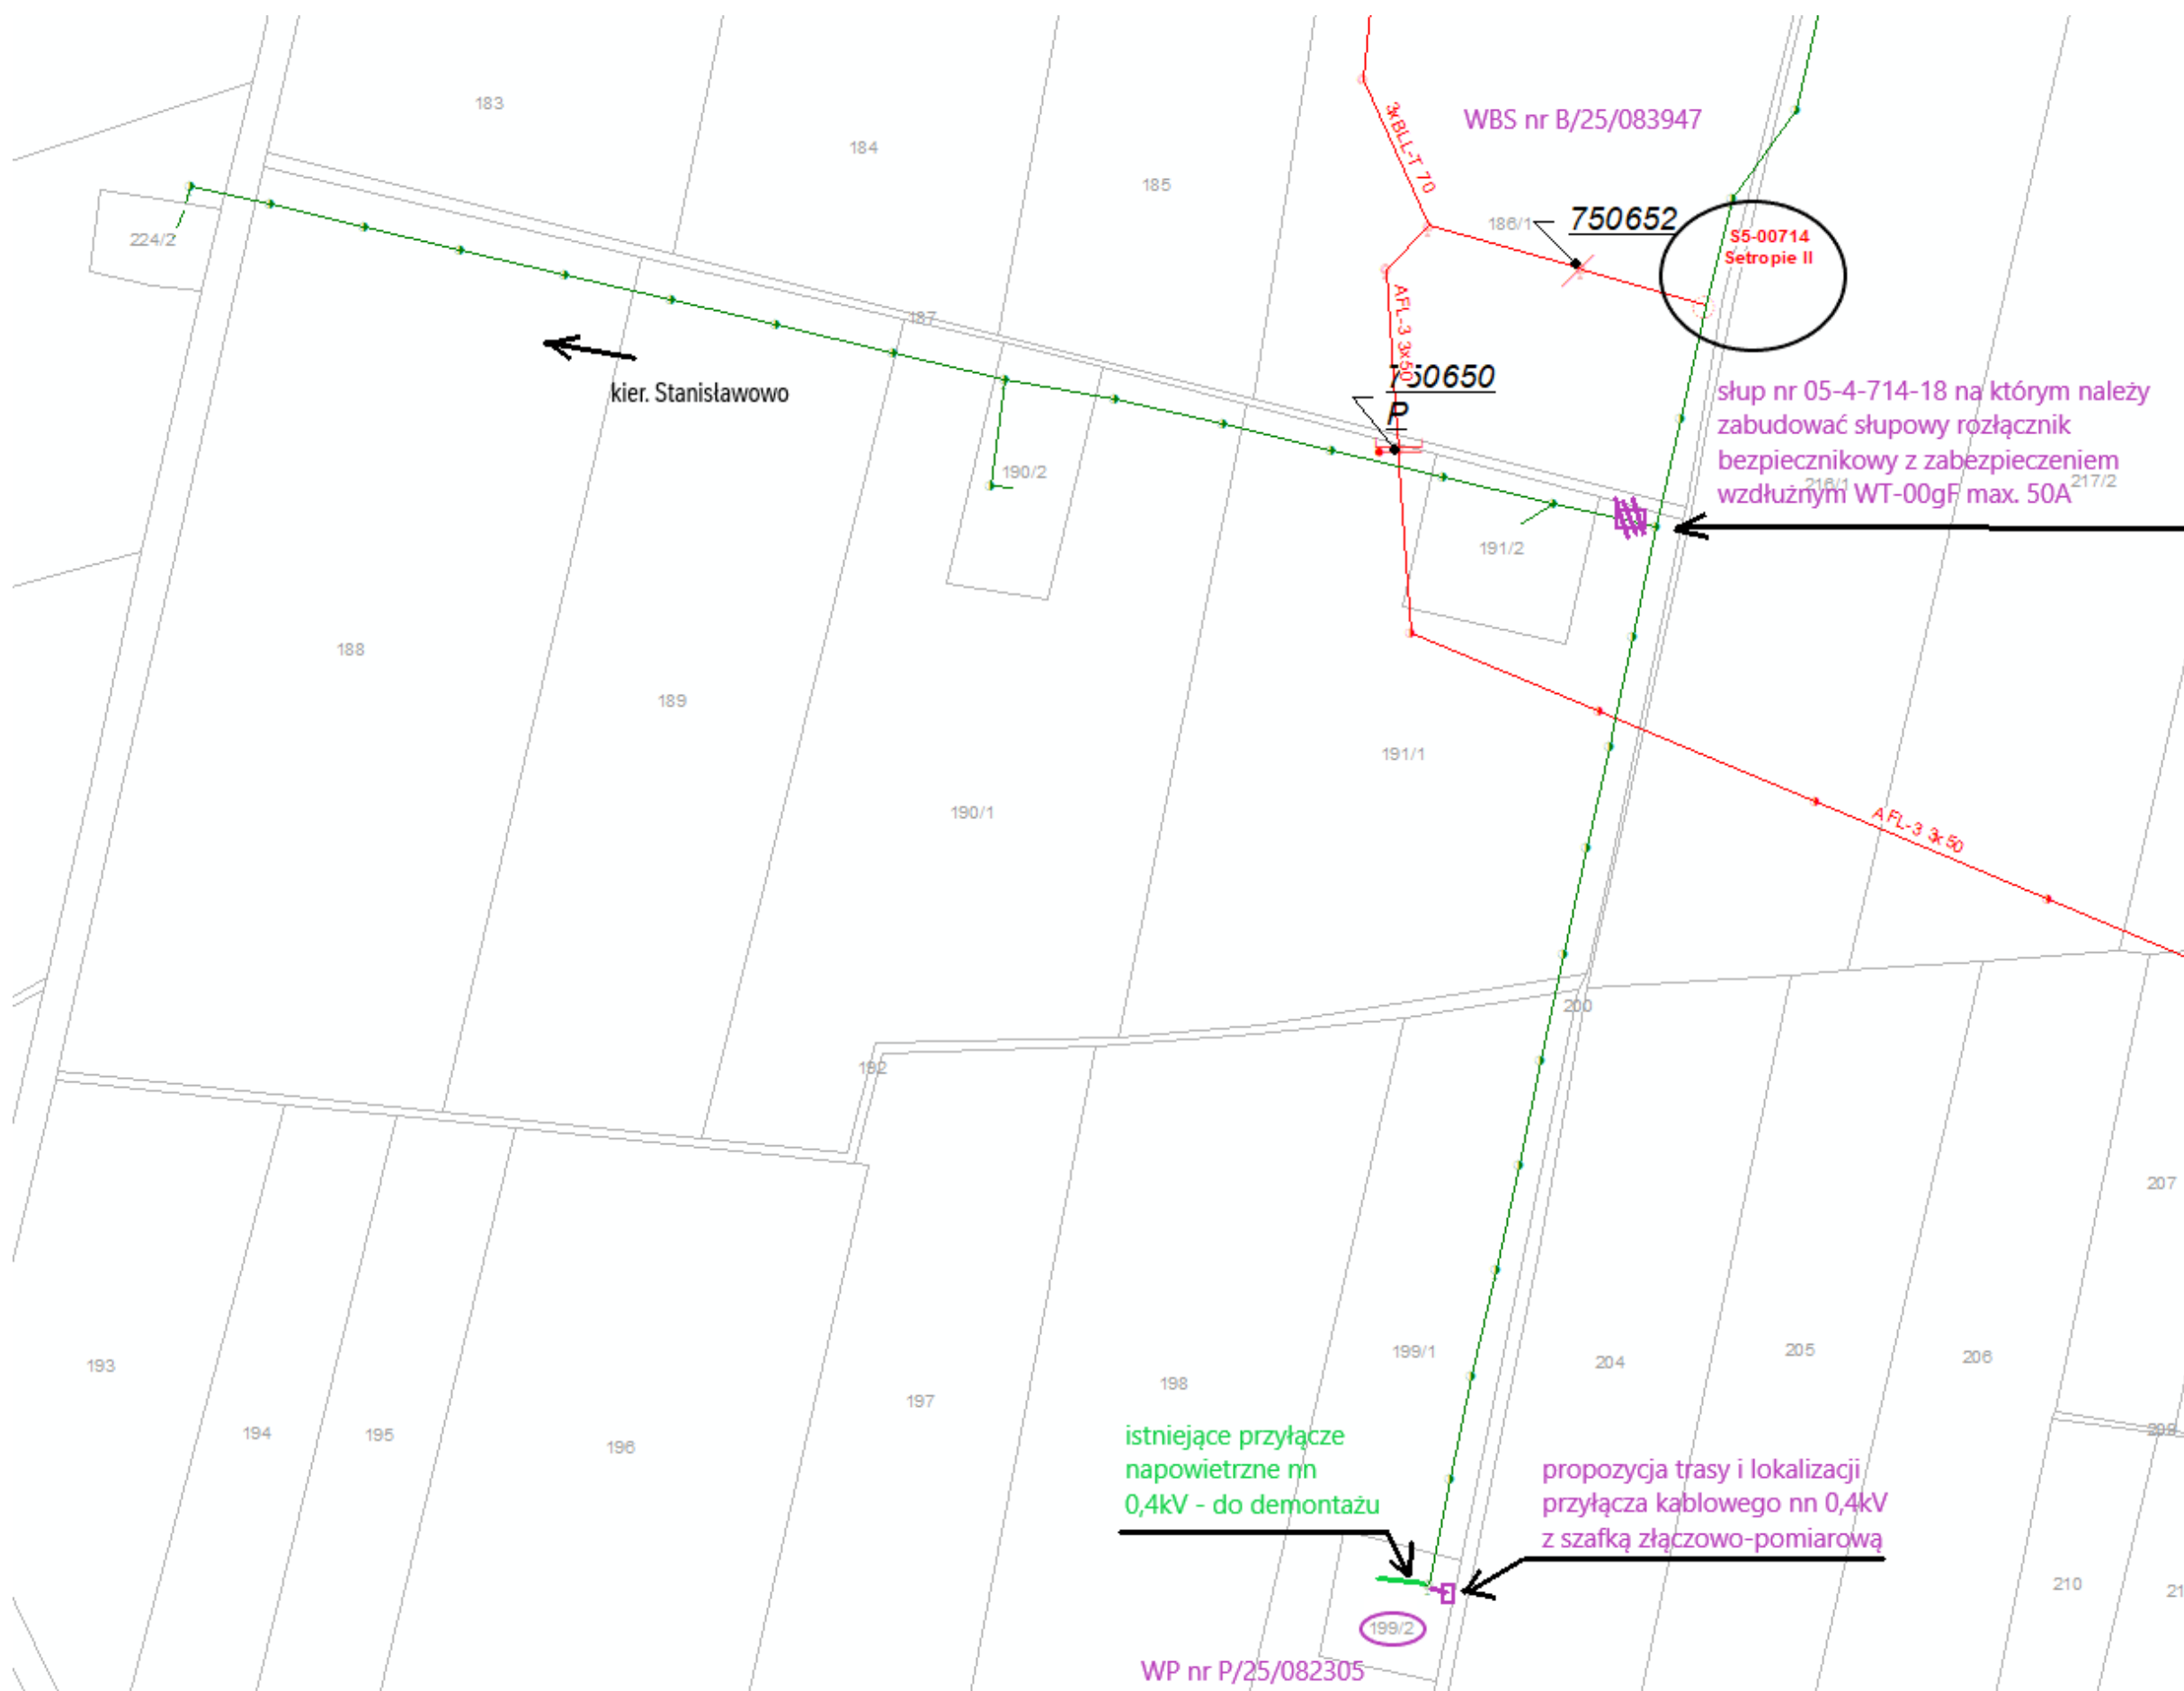 183
184
185
WBS nr B/25/083947
3xBLL-T 70
186/1
750652
S5-00714
Setropie II
224/2
187
kier. Stanisławowo
AFL-3 3x50
750650
P
słup nr 05-4-714-18 na którym należy
zabudować słupowy rozłącznik
bezpiecznikowy z zabezpieczeniem
wzdłużnym WT-00gF max. 50A
216/1
217/2
190/2
191/2
188
189
191/1
190/1
AFL-3 3x50
200
192
207
193
194
195
196
197
198
199/1
204
205
206
209
istniejące przyłącze
napowietrzne nn
0,4kV - do demontażu
propozycja trasy i lokalizacji
przyłącza kablowego nn 0,4kV
z szafką złączowo-pomiarową
210
21
199/2
WP nr P/25/082305